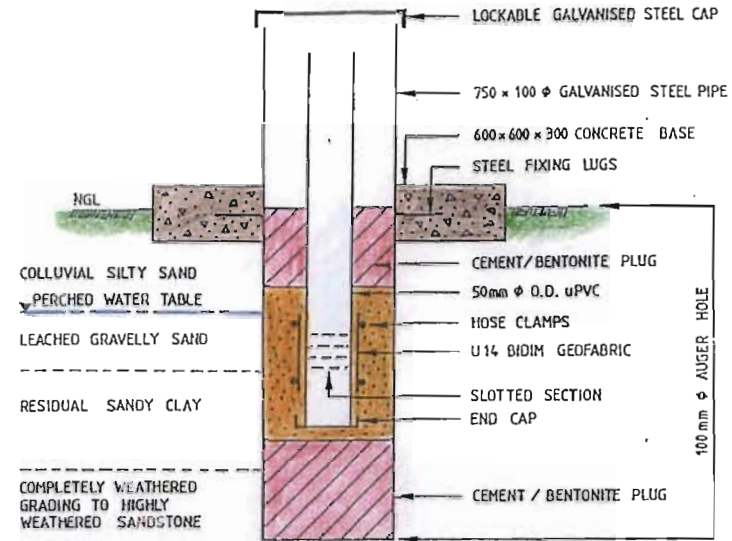 LOCKABLE GALVANISED STEEL CAP
750 × 100 ϕ GALVANISED STEEL PIPE
600×600×300 CONCRETE BASE
STEEL FIXING LUGS
NGL
CEMENT/BENTONITE PLUG
COLLUVIAL SILTY SAND
50mm ϕ O.D. uPVC
PERCHED WATER TABLE
HOSE CLAMPS
LEACHED GRAVELLY SAND
U14 BIDIM GEOFABRIC
SLOTTED SECTION
RESIDUAL SANDY CLAY
END CAP
100mm ϕ AUGER HOLE
COMPLETELY WEATHERED
GRADING TO HIGHLY
WEATHERED SANDSTONE
CEMENT / BENTONITE PLUG